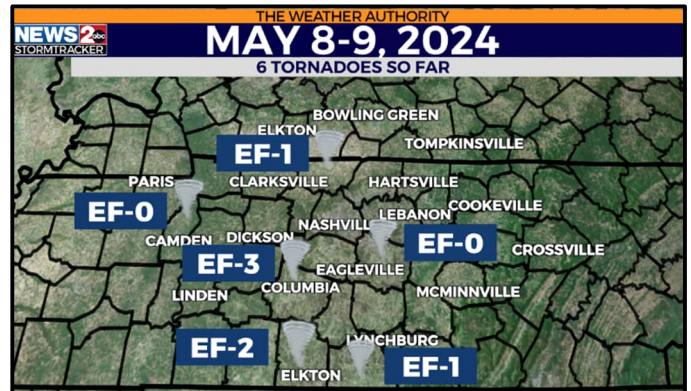 THE WEATHER AUTHORITY
NEWS 2 abc
STORMTRACKER
MAY 8-9, 2024
6 TORNADOES SO FAR
BOWLING GREEN
ELKTON
EF-1
TOMPKINSVILLE
PARIS
CLARKSVILLE
HARTSVILLE
EF-0
NASHVILL
LEBANON
COOKEVILLE
CAMDEN
DICKSON
EF-0
CROSSVILLE
EF-3
EAGLEVILLE
LINDEN
COLUMBIA
MCMINNVILLE
EF-2
LYNCHBURG
ELKTON
EF-1